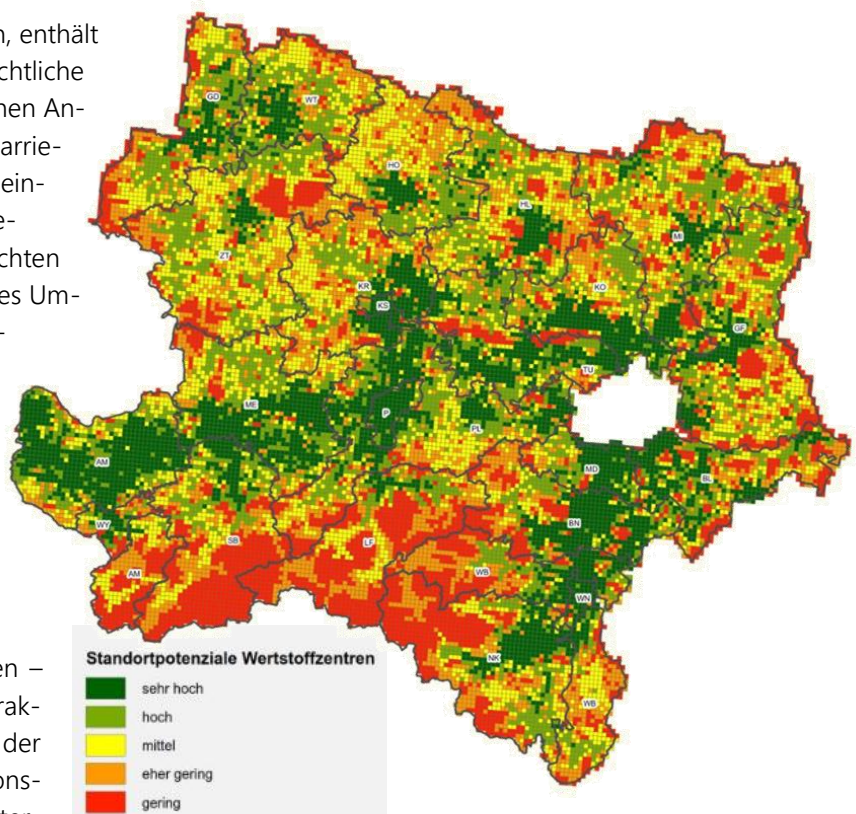 n, enthält
chtliche
nen An-
arrie-
ein-
e-
chten
es Um-
-
en –
rak-
der
ons-
ten-
GD
WT
HO
HL
MI
ZT
KR
KS
KO
GF
TU
ME
P
PL
AM
MD
BL
WY
BN
SB
LF
AM
WB
WN
NK
WB
Standortpotenziale Wertstoffzentren
sehr hoch
hoch
mittel
eher gering
gering